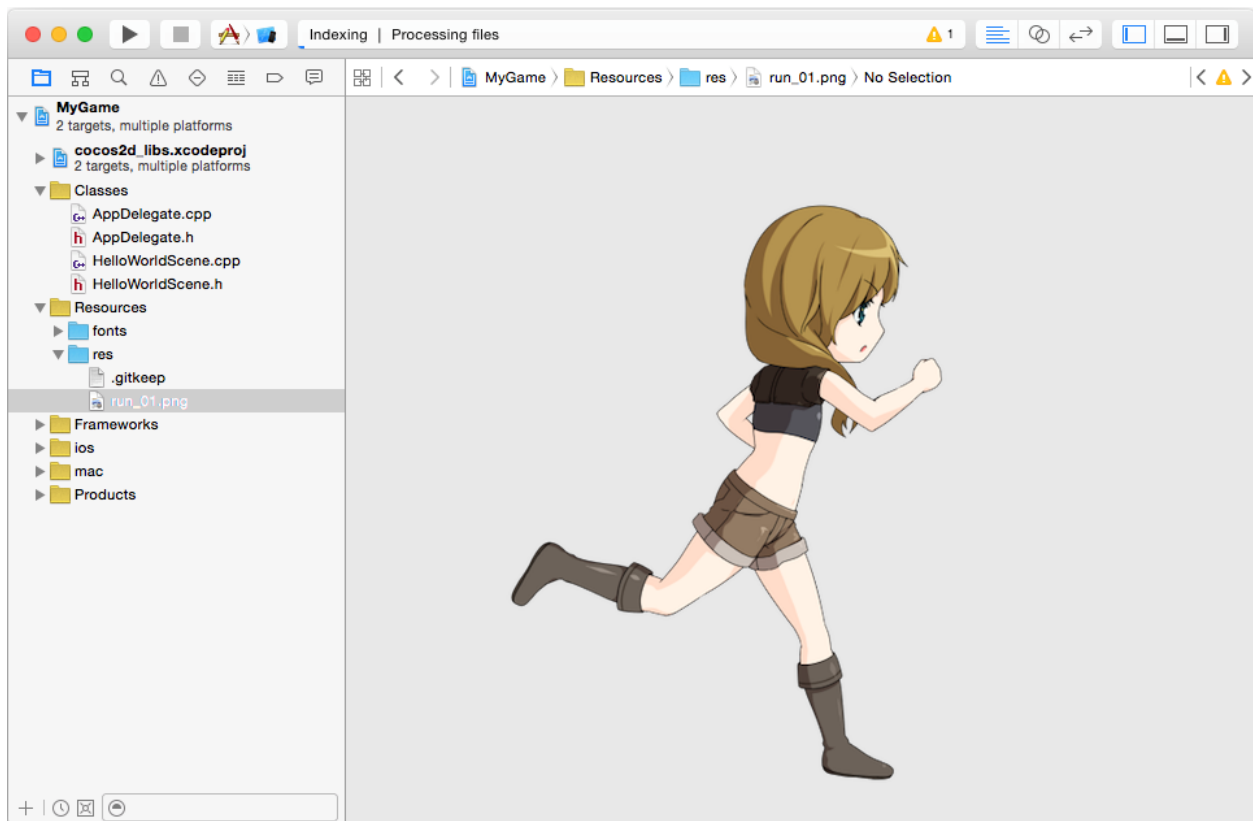 Indexing | Processing files
1
MyGame
Resources
res
run_01.png
No Selection
MyGame
2 targets, multiple platforms
cocos2d_libs.xcodeproj
2 targets, multiple platforms
Classes
C++ AppDelegate.cpp
h AppDelegate.h
C++ HelloWorldScene.cpp
h HelloWorldScene.h
Resources
fonts
res
.gitkeep
run_01.png
Frameworks
ios
mac
Products